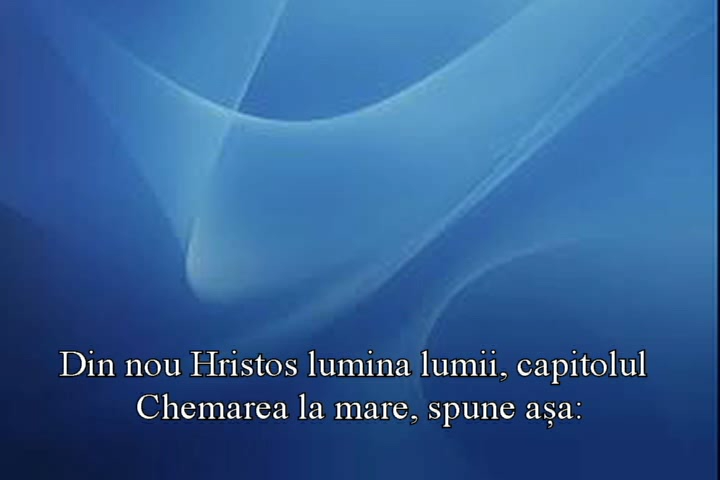 Din nou Hristos lumina lumii, capitolul
Chemarea la mare, spune așa: